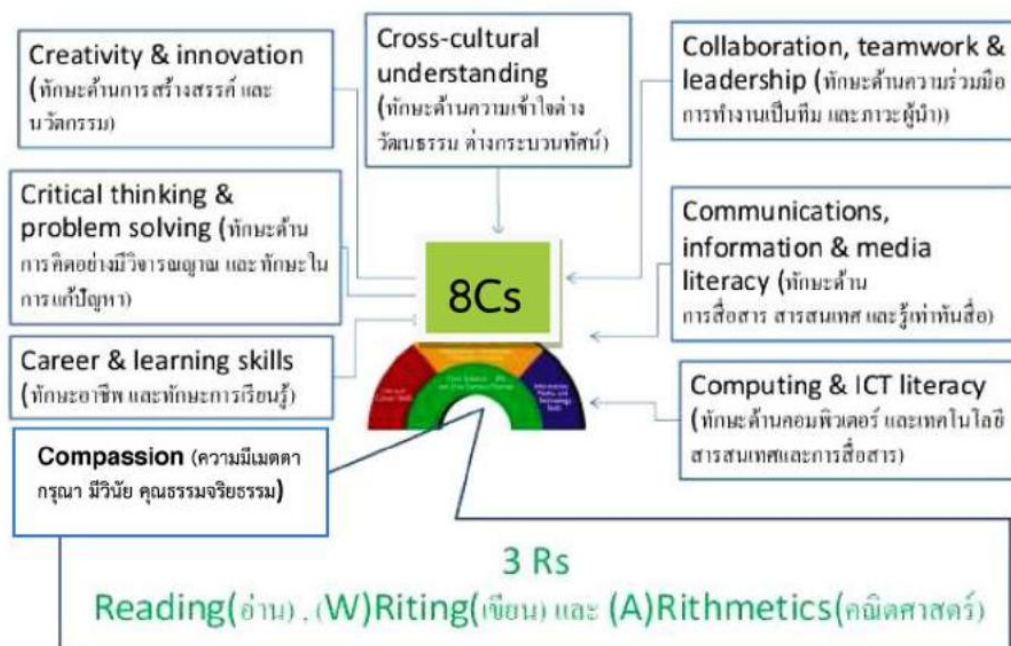 Creativity & innovation
(ทักษะด้านการสร้างสรรค์ และ
นวัตกรรม)
Cross-cultural
understanding
(ทักษะด้านความเข้าใจต่าง
วัฒนธรรม ต่างกระบวนทัศน์)
Collaboration, teamwork &
leadership (ทักษะด้านความร่วมมือ
การทำงานเป็นทีม และภาวะผู้นำ))
Critical thinking &
problem solving (ทักษะด้าน
การคิดอย่างมีวิจารณญาณ และทักษะใน
การแก้ปัญหา)
8Cs
Communications,
information & media
literacy (ทักษะด้าน
การสื่อสาร สารสนเทศ และรู้เท่าทันสื่อ)
Career & learning skills
(ทักษะอาชีพ และทักษะการเรียนรู้)
Computing & ICT literacy
(ทักษะด้านคอมพิวเตอร์ และเทคโนโลยี
สารสนเทศและการสื่อสาร)
Compassion (ความมีเมตตา
กรุณา มีวินัย คุณธรรมจริยธรรม)
3 Rs
Reading(อ่าน) , (W)Riting(เขียน) และ (A)Rithmetics(คณิตศาสตร์)